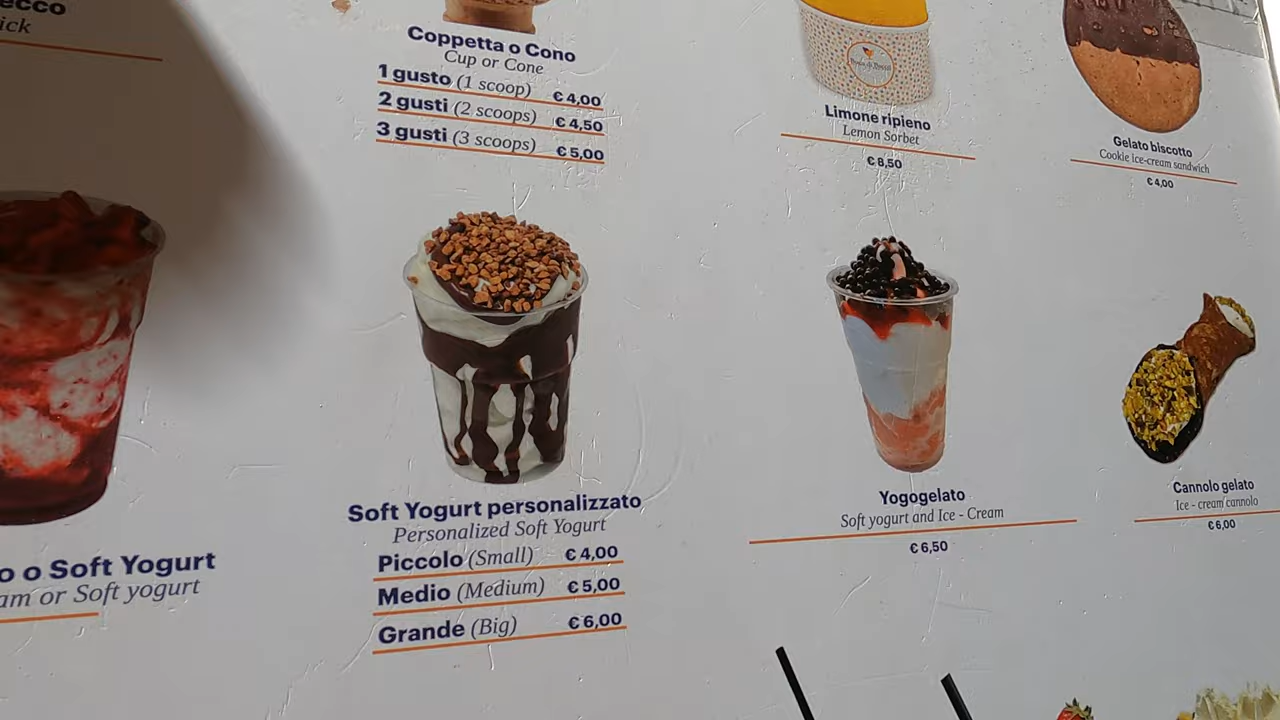 ecco
ick
Coppetta o Cono
Cup or Cone
1 gusto (1 scoop) € 4,00
2 gusti (2 scoops) € 4,50
3 gusti (3 scoops) € 5,00
Limone ripieno
Lemon Sorbet
€ 8,50
Gelato biscotto
Cookie ice-cream sandwich
€ 4,00
o o Soft Yogurt
am or Soft yogurt
Soft Yogurt personalizzato
Personalized Soft Yogurt
Piccolo (Small) € 4,00
Medio (Medium) € 5,00
Grande (Big) € 6,00
Yogogelato
Soft yogurt and Ice - Cream
€ 6,50
Cannolo gelato
Ice - cream cannolo
€ 6,00